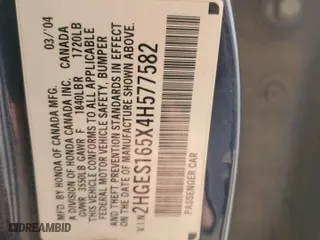 MFG. BY HONDA OF CANADA MFG. 03/'04
A DIVISION OF HONDA CANADA INC. CANADA
GVWR 3550LB GAWR F 1840LBR 1720LB
THIS VEHICLE CONFORMS TO ALL APPLICABLE
FEDERAL MOTOR VEHICLE SAFETY, BUMPER
AND THEFT PREVENTION STANDARDS IN EFFECT
ON THE DATE OF MANUFACTURE SHOWN ABOVE.
V.I.N. 2HGES165X4H577582
PASSENGER CAR
DREAMBID